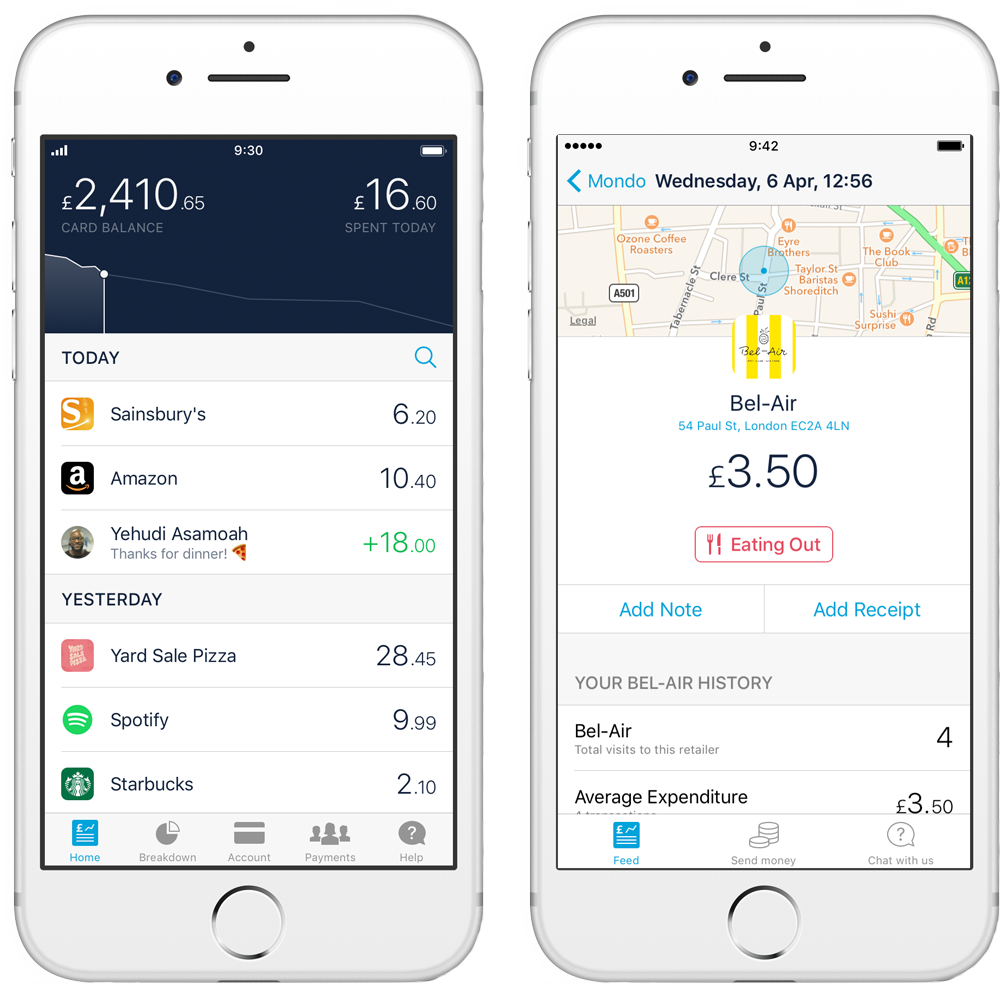 9:30
£2,410.65
£16.60
CARD BALANCE
SPENT TODAY
TODAY
Sainsbury's
6.20
Amazon
10.40
Yehudi Asamoah
Thanks for dinner! 🍕
+18.00
YESTERDAY
YARD SALE PIZZA
Yard Sale Pizza
28.45
Spotify
9.99
Starbucks
2.10
Home
Breakdown
Account
Payments
Help
9:42
Mondo
Wednesday, 6 Apr, 12:56
Ozone Coffee
Roasters
Eyre
Brothers
The Book
Club
Clere St
Taylor St
Baristas
Shoreditch
A501
Tabernacle St
Paul St
Sushi
Surprise
Legal
Rd
Bel-Air
Bel-Air
54 Paul St, London EC2A 4LN
£3.50
Eating Out
Add Note
Add Receipt
YOUR BEL-AIR HISTORY
Bel-Air
Total visits to this retailer
4
Average Expenditure
£3.50
Feed
Send money
Chat with us